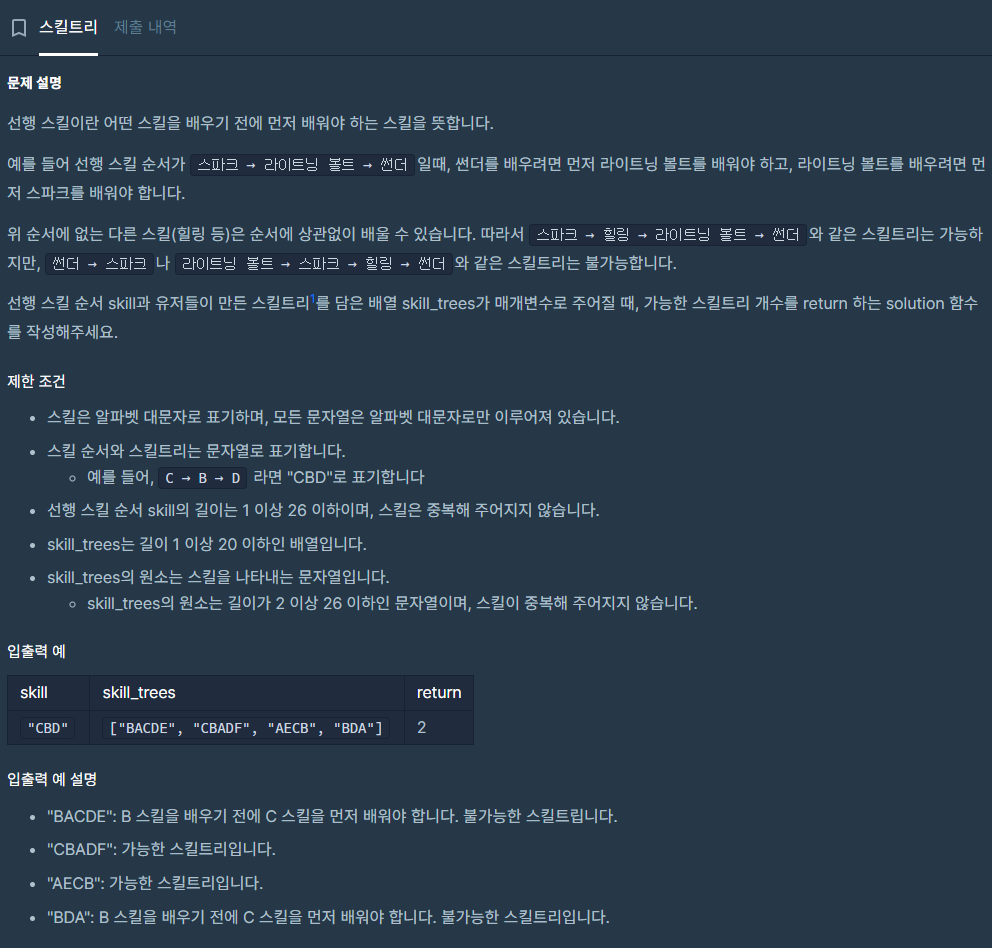 스킬트리 제출 내역
문제 설명
선행 스킬이란 어떤 스킬을 배우기 전에 먼저 배워야 하는 스킬을 뜻합니다.
예를 들어 선행 스킬 순서가 스파크 → 라이트닝 볼트 → 썬더 일때, 썬더를 배우려면 먼저 라이트닝 볼트를 배워야 하고, 라이트닝 볼트를 배우려면 먼
저 스파크를 배워야 합니다.
위 순서에 없는 다른 스킬(힐링 등)은 순서에 상관없이 배울 수 있습니다. 따라서 스파크 → 힐링 → 라이트닝 볼트 → 썬더 와 같은 스킬트리는 가능하
지만, 썬더 → 스파크 나 라이트닝 볼트 → 스파크 → 힐링 → 썬더 와 같은 스킬트리는 불가능합니다.
선행 스킬 순서 skill과 유저들이 만든 스킬트리1를 담은 배열 skill_trees가 매개변수로 주어질 때, 가능한 스킬트리 개수를 return 하는 solution 함수
를 작성해주세요.
제한 조건
• 스킬은 알파벳 대문자로 표기하며, 모든 문자열은 알파벳 대문자로만 이루어져 있습니다.
• 스킬 순서와 스킬트리는 문자열로 표기합니다.
◦ 예를 들어, C → B → D 라면 "CBD"로 표기합니다
• 선행 스킬 순서 skill의 길이는 1 이상 26 이하이며, 스킬은 중복해 주어지지 않습니다.
• skill_trees는 길이 1 이상 20 이하인 배열입니다.
• skill_trees의 원소는 스킬을 나타내는 문자열입니다.
◦ skill_trees의 원소는 길이가 2 이상 26 이하인 문자열이며, 스킬이 중복해 주어지지 않습니다.
입출력 예
skill skill_trees return
"CBD" ["BACDE", "CBADF", "AECB", "BDA"] 2
입출력 예 설명
• "BACDE": B 스킬을 배우기 전에 C 스킬을 먼저 배워야 합니다. 불가능한 스킬트립니다.
• "CBADF": 가능한 스킬트리입니다.
• "AECB": 가능한 스킬트리입니다.
• "BDA": B 스킬을 배우기 전에 C 스킬을 먼저 배워야 합니다. 불가능한 스킬트리입니다.